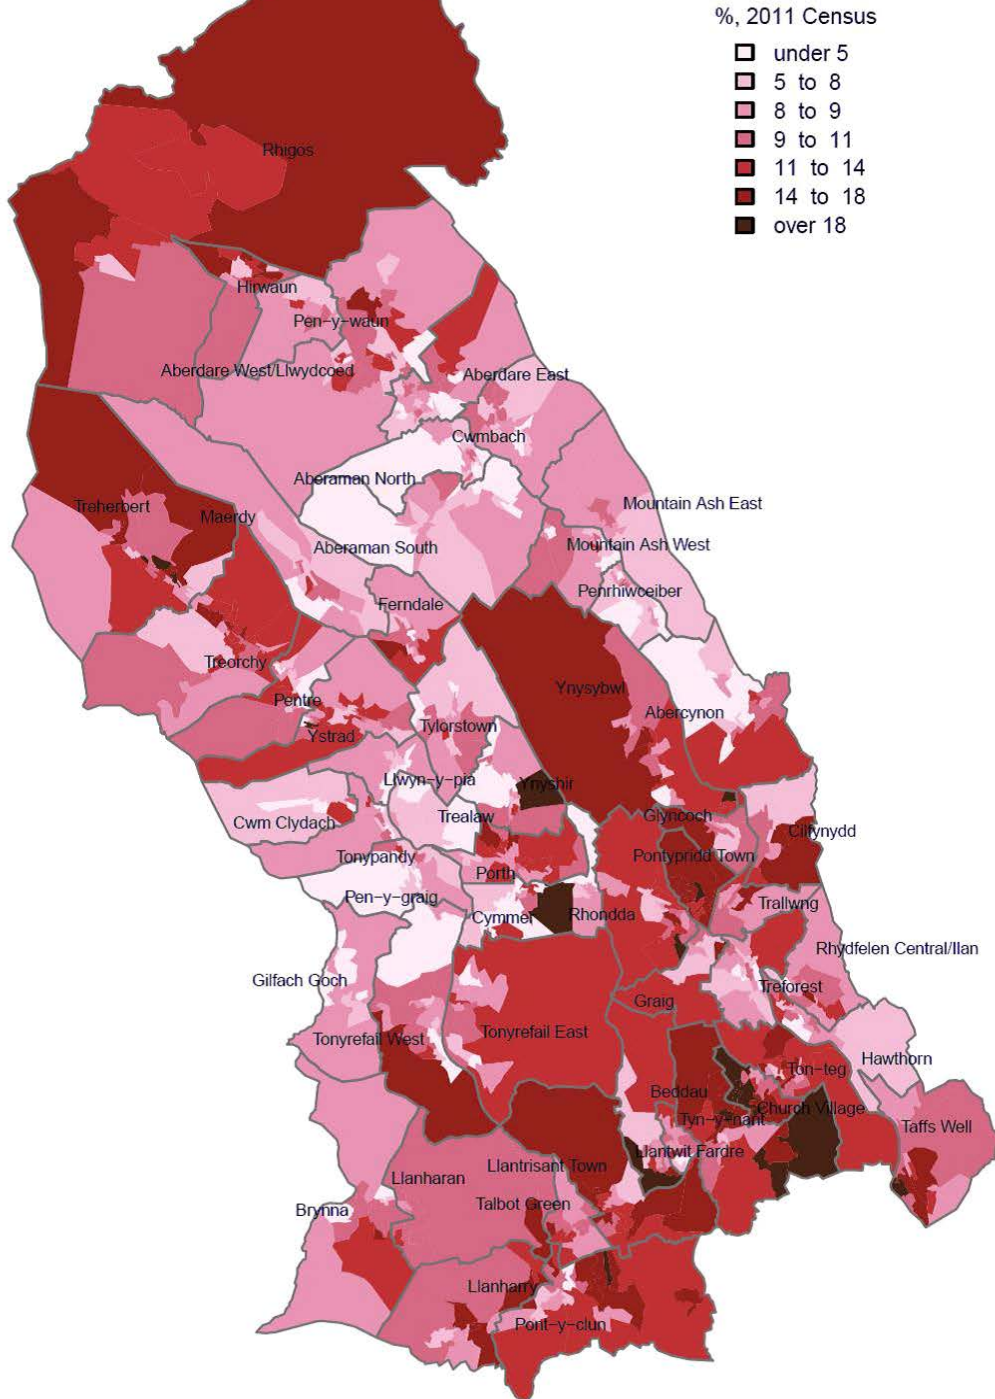 %, 2011 Census
under 5
5 to 8
8 to 9
9 to 11
11 to 14
14 to 18
over 18
Rhigos
Hirwaun
Pen-y-waun
Aberdare West/Llwydcoed
Aberdare East
Cwmbach
Aberaman North
Mountain Ash East
Treherbert
Maerdy
Aberaman South
Mountain Ash West
Penrhiwceiber
Ferndale
Treorchy
Ynysybwl
Pentre
Abercynon
Tylorstown
Ystrad
Llwyn-y-pia
Ynyshir
Cwm Clydach
Trealaw
Glyncoch
Cilfynydd
Tonypandy
Pontypridd Town
Porth
Pen-y-graig
Trallwng
Cymmer
Rhondda
Rhydfelen Central/Ilan
Gilfach Goch
Treforest
Graig
Tonyrefail West
Tonyrefail East
Hawthorn
Ton-teg
Beddau
Church Village
Tyn-y-nant
Taffs Well
Llantwit Fardre
Llantrisant Town
Llanharan
Talbot Green
Brynna
Llanharry
Pont-y-clun